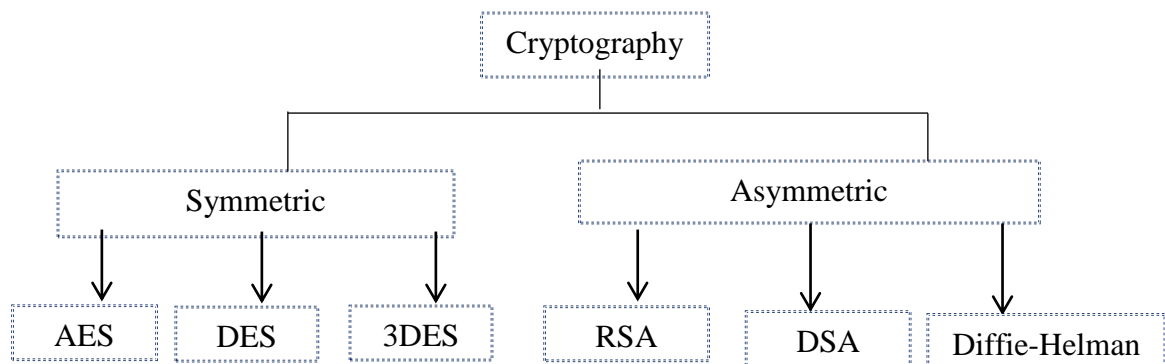 Cryptography
Symmetric
Asymmetric
AES
DES
3DES
RSA
DSA
Diffie-Helman